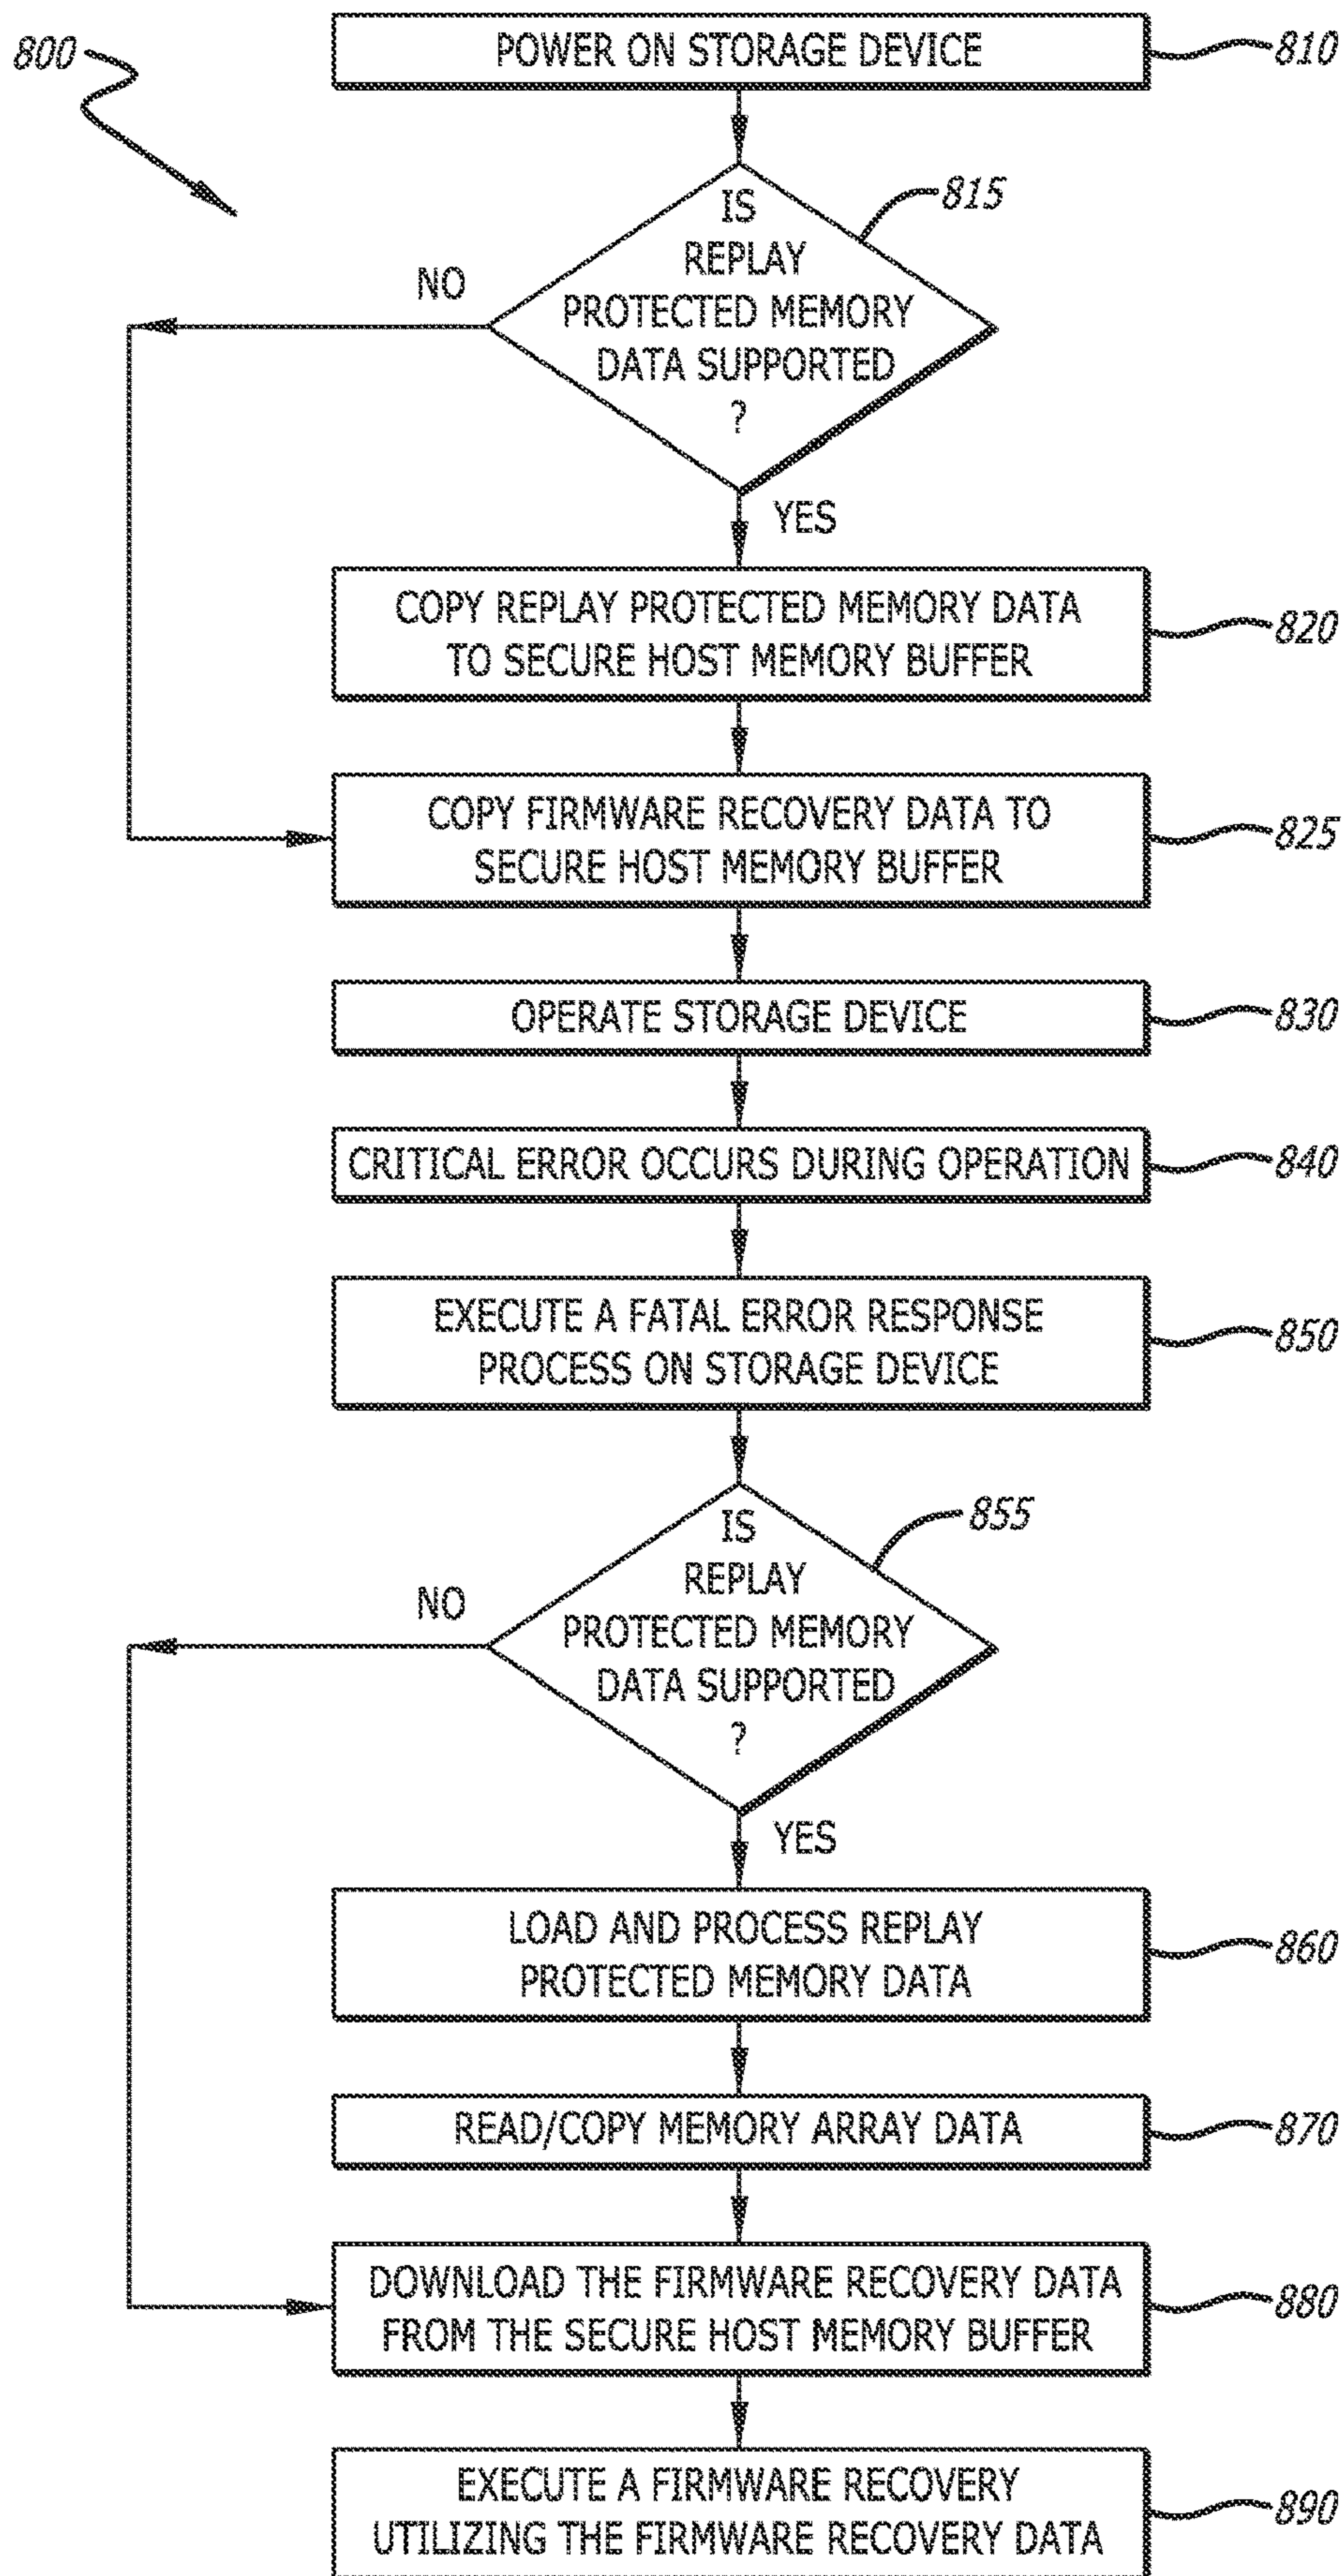 800
POWER ON STORAGE DEVICE
810
IS
REPLAY
PROTECTED MEMORY
DATA SUPPORTED
?
815
NO
YES
COPY REPLAY PROTECTED MEMORY DATA
TO SECURE HOST MEMORY BUFFER
820
COPY FIRMWARE RECOVERY DATA TO
SECURE HOST MEMORY BUFFER
825
OPERATE STORAGE DEVICE
830
CRITICAL ERROR OCCURS DURING OPERATION
840
EXECUTE A FATAL ERROR RESPONSE
PROCESS ON STORAGE DEVICE
850
IS
REPLAY
PROTECTED MEMORY
DATA SUPPORTED
?
855
NO
YES
LOAD AND PROCESS REPLAY
PROTECTED MEMORY DATA
860
READ/COPY MEMORY ARRAY DATA
870
DOWNLOAD THE FIRMWARE RECOVERY DATA
FROM THE SECURE HOST MEMORY BUFFER
880
EXECUTE A FIRMWARE RECOVERY
UTILIZING THE FIRMWARE RECOVERY DATA
890